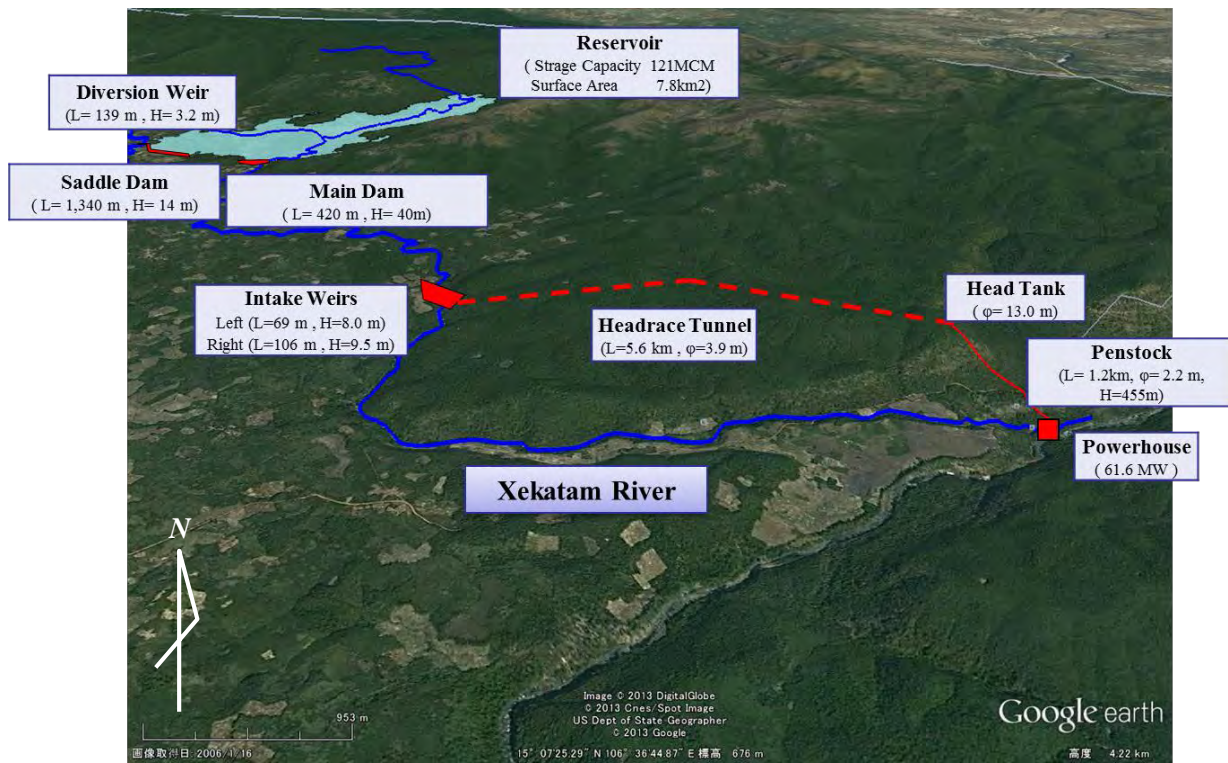 Reservoir
( Strage Capacity 121MCM
Surface Area 7.8km2)
Diversion Weir
(L= 139 m , H= 3.2 m)
Saddle Dam
( L= 1,340 m , H= 14 m)
Main Dam
( L= 420 m , H= 40m)
Intake Weirs
Left (L=69 m , H=8.0 m)
Right (L=106 m , H=9.5 m)
Headrace Tunnel
(L=5.6 km , φ=3.9 m)
Head Tank
( φ= 13.0 m)
Penstock
(L= 1.2km, φ= 2.2 m,
H=455m)
Powerhouse
( 61.6 MW )
Xekatam River
N
953 m
Image © 2013 DigitalGlobe
© 2013 Cnes/Spot Image
US Dept of State Geographer
© 2013 Google
Google earth
画像取得日: 2006/1/16
15° 07'25.29" N 106° 36'44.87" E 標高 676 m
高度 4.22 km